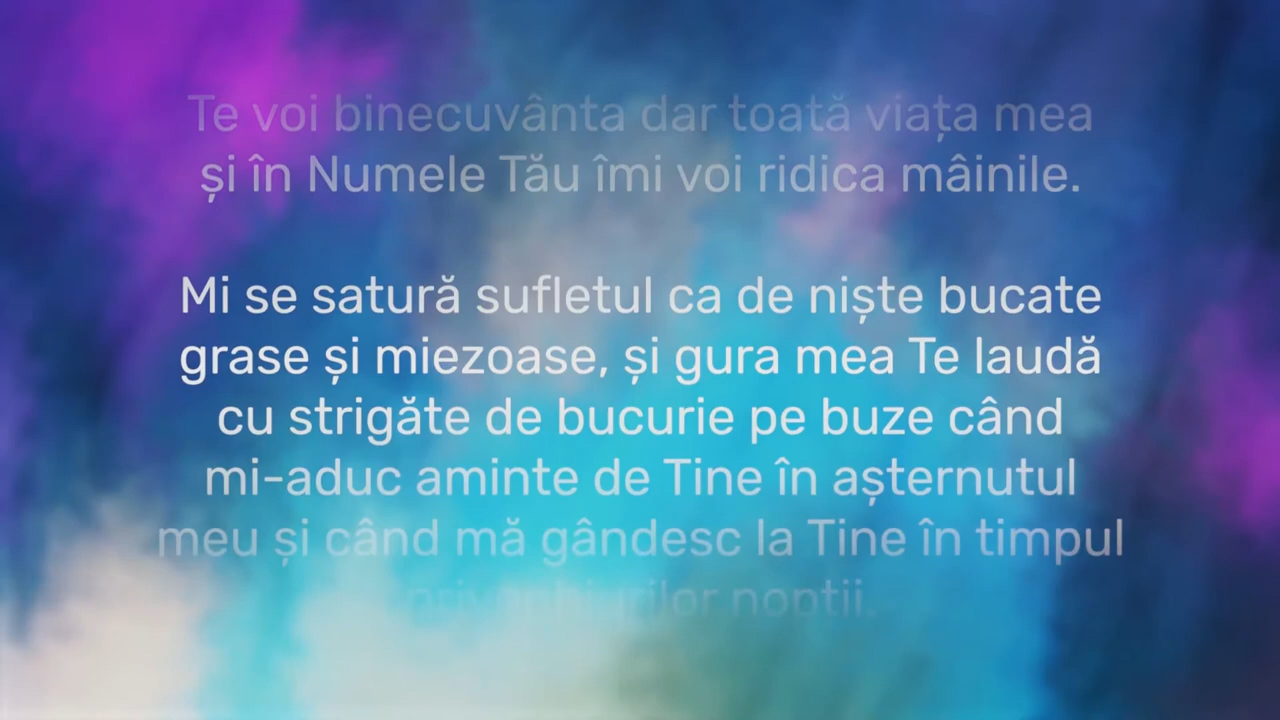 Te voi binecuvânta dar toată viața mea
și în Numele Tău îmi voi ridica mâinile.
Mi se satură sufletul ca de niște bucate
grase și miezoase, și gura mea Te laudă
cu strigăte de bucurie pe buze când
mi-aduc aminte de Tine în așternutul
meu și când mă gândesc la Tine în timpul
privegherilor nopții.